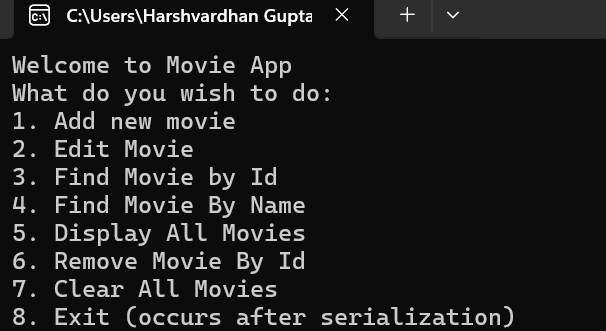 C:\Users\Harshvardhan Gupta
Welcome to Movie App
What do you wish to do:
1. Add new movie
2. Edit Movie
3. Find Movie by Id
4. Find Movie By Name
5. Display All Movies
6. Remove Movie By Id
7. Clear All Movies
8. Exit (occurs after serialization)